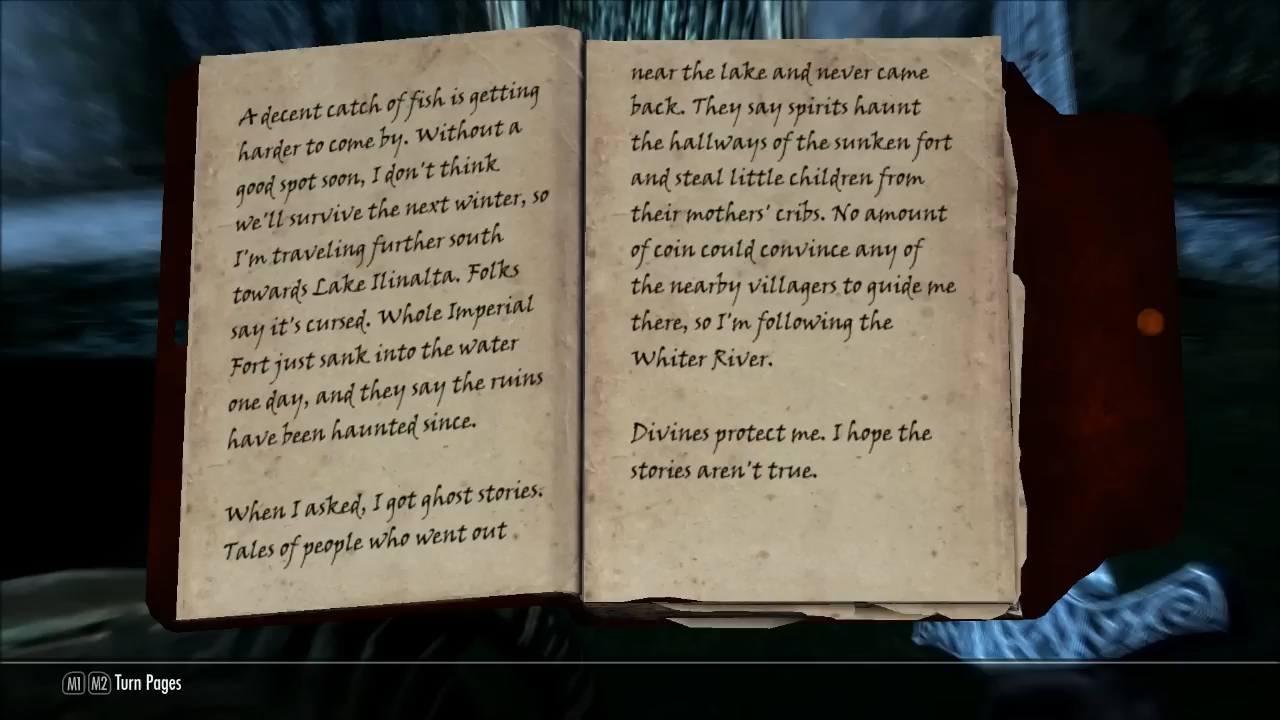 A decent catch of fish is getting
harder to come by. Without a
good spot soon, I don't think
we'll survive the next winter, so
I'm traveling further south
towards Lake Ilinalta. Folks
say it's cursed. Whole Imperial
Fort just sank into the water
one day, and they say the ruins
have been haunted since.
When I asked, I got ghost stories.
Tales of people who went out
near the lake and never came
back. They say spirits haunt
the hallways of the sunken fort
and steal little children from
their mothers' cribs. No amount
of coin could convince any of
the nearby villagers to guide me
there, so I'm following the
Whiter River.
Divines protect me. I hope the
stories aren't true.
M1 M2 Turn Pages